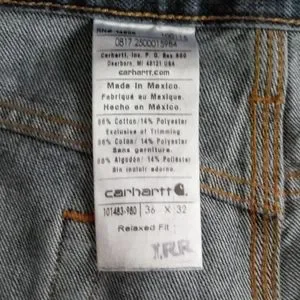 0817 2500015984
Carhartt, Inc. P.O. Box 600
Dearborn, MI 48121 USA
carhartt.com
Made in Mexico.
Fabriqué au Mexique.
Hecho en México.
86% Cotton/ 14% Polyester
Exclusive of Trimming
86% Coton/ 14% Polyester
Sans garniture.
86% Algodón/ 14% Poliéster
Sin incluir adorno.
carhartt
101483-980 36 X 32
Relaxed Fit